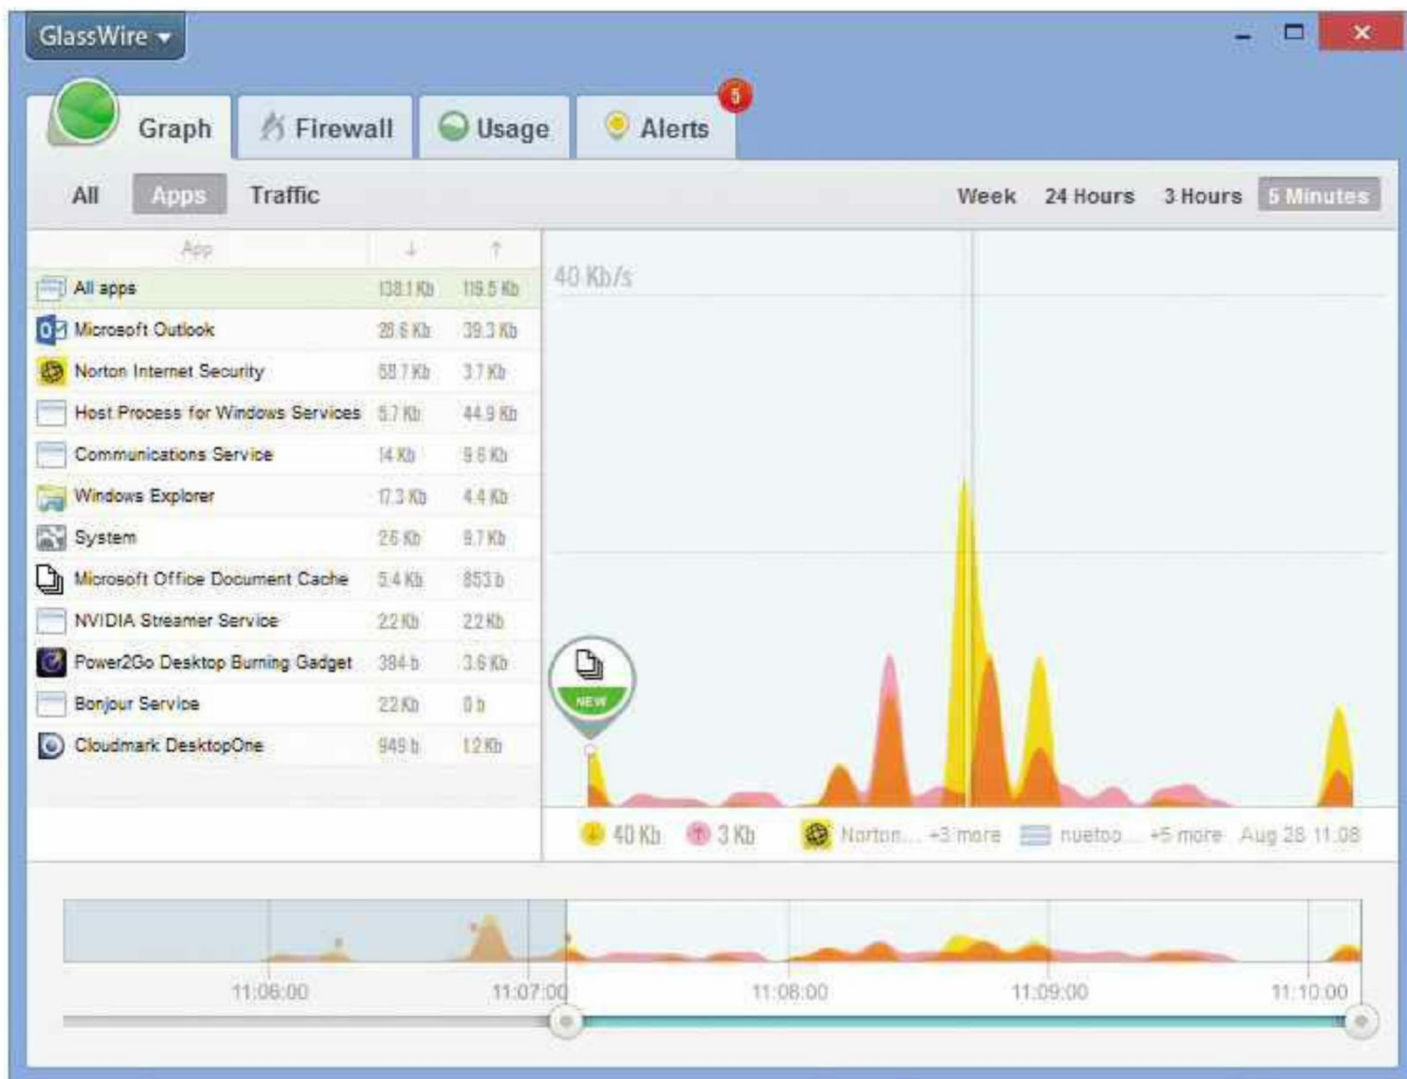 GlassWire
5
Graph Firewall Usage Alerts
All Apps Traffic Week 24 Hours 3 Hours 5 Minutes
App ↓ ↑
40 Kb/s
All apps 138.1 Kb 119.5 Kb
Microsoft Outlook 28.6 Kb 39.3 Kb
Norton Internet Security 58.7 Kb 3.7 Kb
Host Process for Windows Services 5.7 Kb 44.9 Kb
Communications Service 14 Kb 9.6 Kb
Windows Explorer 17.3 Kb 4.4 Kb
System 2.6 Kb 9.7 Kb
Microsoft Office Document Cache 5.4 Kb 853 b
NVIDIA Streamer Service 2.2 Kb 2.2 Kb
Power2Go Desktop Burning Gadget 384 b 3.6 Kb
NEW
Bonjour Service 2.2 Kb 0 b
Cloudmark DesktopOne 949 b 1.2 Kb
40 Kb 3 Kb Norton... +3 more +5 more Aug 28 11:08
11:06:00 11:07:00 11:08:00 11:09:00 11:10:00